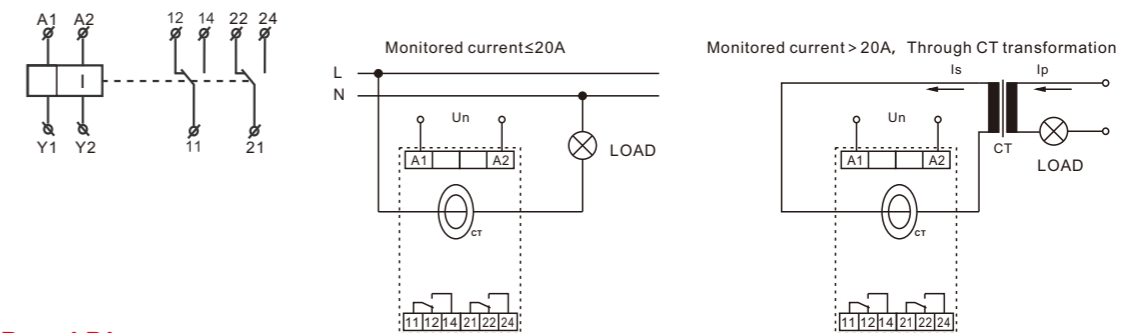 A1 A2 12 14 22 24
I
Y1 Y2 11 21
Monitored current≤20A
L
N
Un
A1 A2
LOAD
CT
11 12 14 21 22 24
Monitored current > 20A, Through CT transformation
Is Ip
Un
CT
A1 A2
LOAD
CT
11 12 14 21 22 24